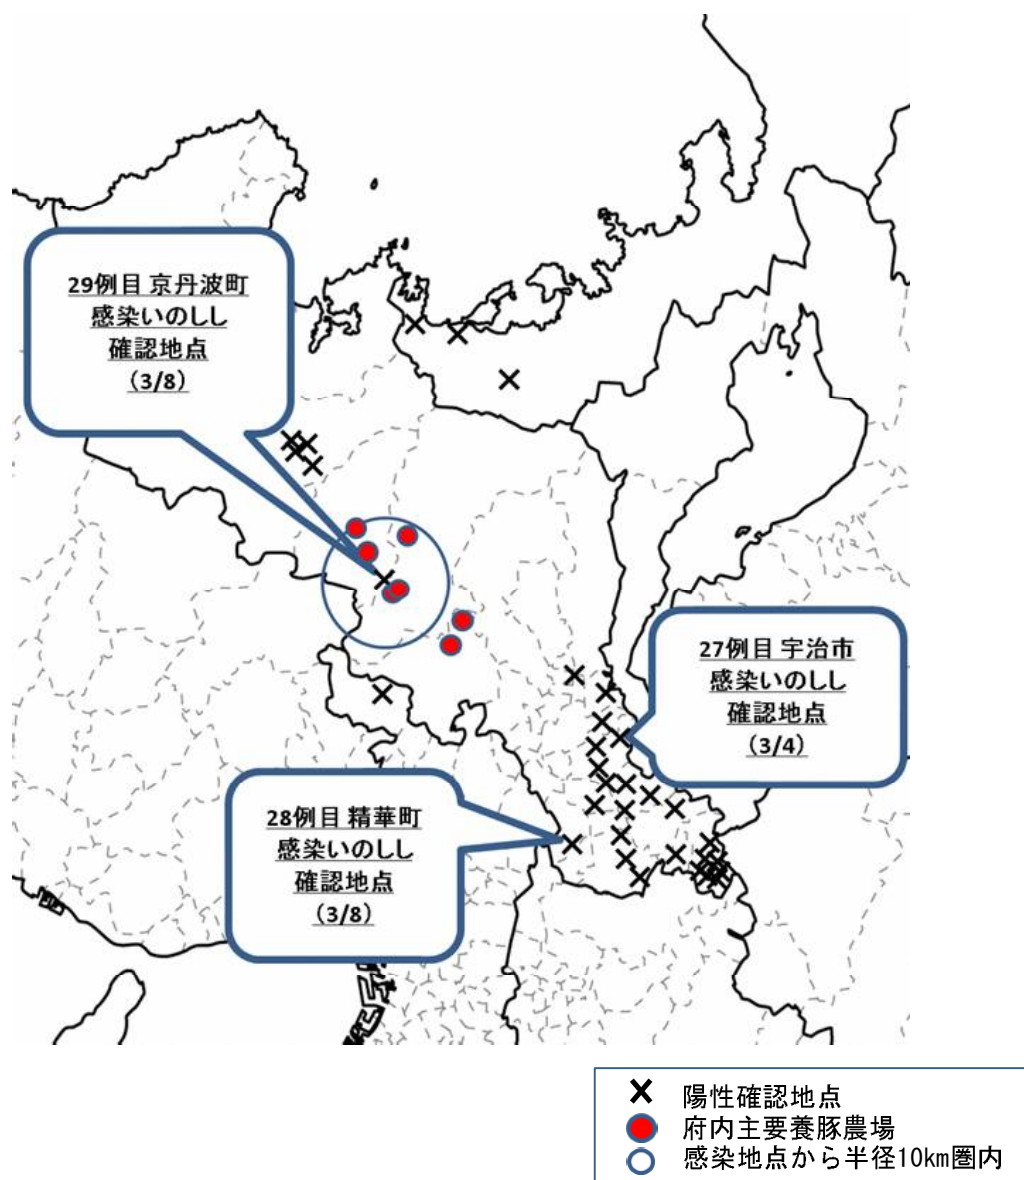 29例目 京丹波町
感染いのしし
確認地点
（3/8）
27例目 宇治市
感染いのしし
確認地点
（3/4）
28例目 精華町
感染いのしし
確認地点
（3/8）
陽性確認地点
府内主要養豚農場
感染地点から半径10km圏内